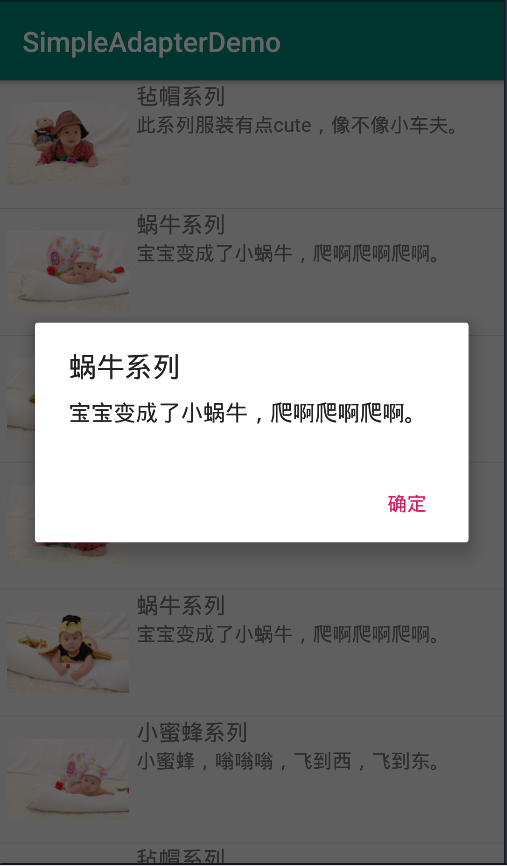 SimpleAdapterDemo
毡帽系列
此系列服装有点cute，像不像小车夫。
蜗牛系列
宝宝变成了小蜗牛，爬啊爬啊爬啊。
蜗牛系列
宝宝变成了小蜗牛，爬啊爬啊爬啊。
确定
蜗牛系列
宝宝变成了小蜗牛，爬啊爬啊爬啊。
小蜜蜂系列
小蜜蜂，嗡嗡嗡，飞到西，飞到东。
毡帽系列